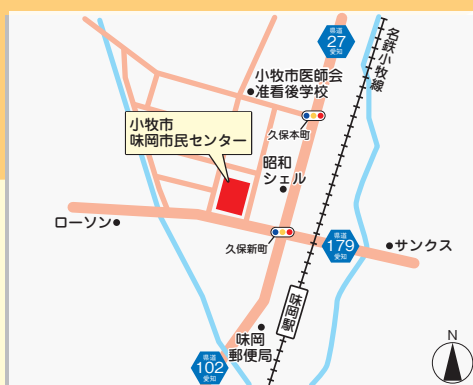 県道
27
愛知
名鉄小牧線
小牧市医師会
准看後学校
久保本町
小牧市
味岡市民センター
昭和
シェル
ローソン
久保新町
県道
179
愛知
サンクス
味岡駅
味岡
郵便局
県道
102
愛知
N